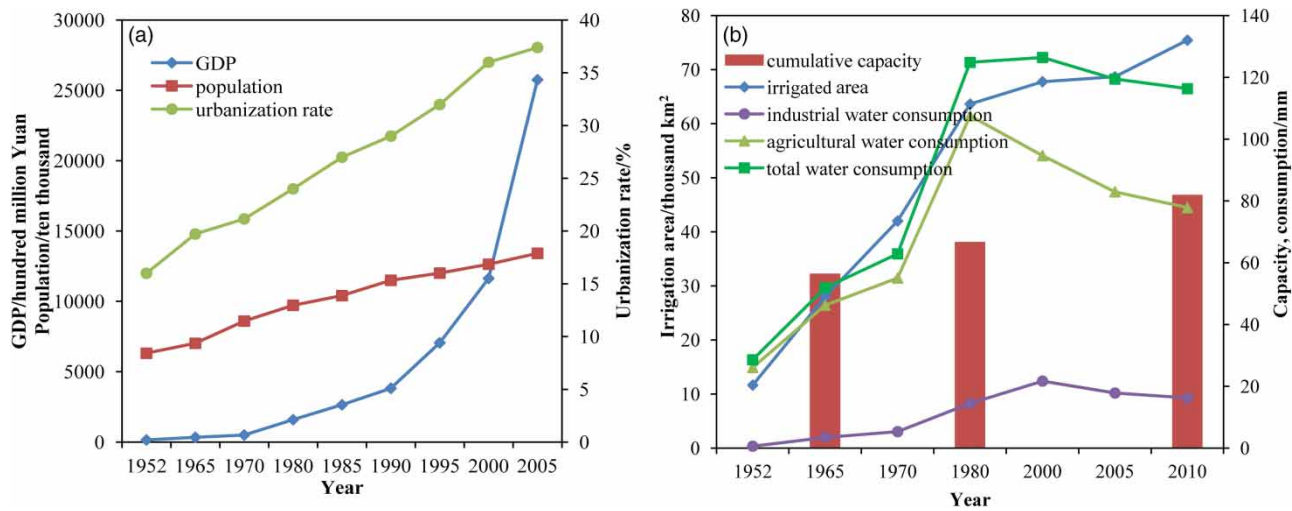 (a)
GDP
population
urbanization rate
GDP/hundred million Yuan
Population/ten thousand
30000
25000
20000
15000
10000
5000
0
40
35
30
25
20
15
10
5
0
Urbanization rate/%
1952 1965 1970 1980 1985 1990 1995 2000 2005
Year
(b)
cumulative capacity
irrigated area
industrial water consumption
agricultural water consumption
total water consumption
Irrigation area/thousand km²
80
70
60
50
40
30
20
10
0
140
120
100
80
60
40
20
0
Capacity, consumption/mm
1952 1965 1970 1980 2000 2005 2010
Year